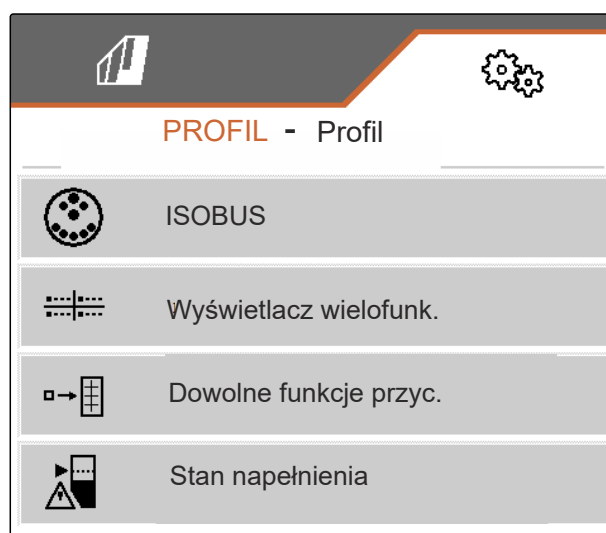 PROFIL - Profil
ISOBUS
Wyświetlacz wielofunk.
Dowolne funkcje przyc.
Stan napełnienia